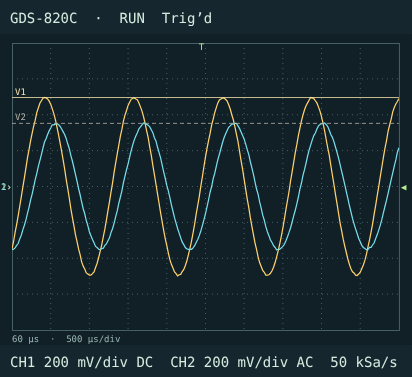 GDS-820C · RUN Trig’d
T
V1
V2
60 µs · 500 µs/div
CH1 200 mV/div DC CH2 200 mV/div AC 50 kSa/s